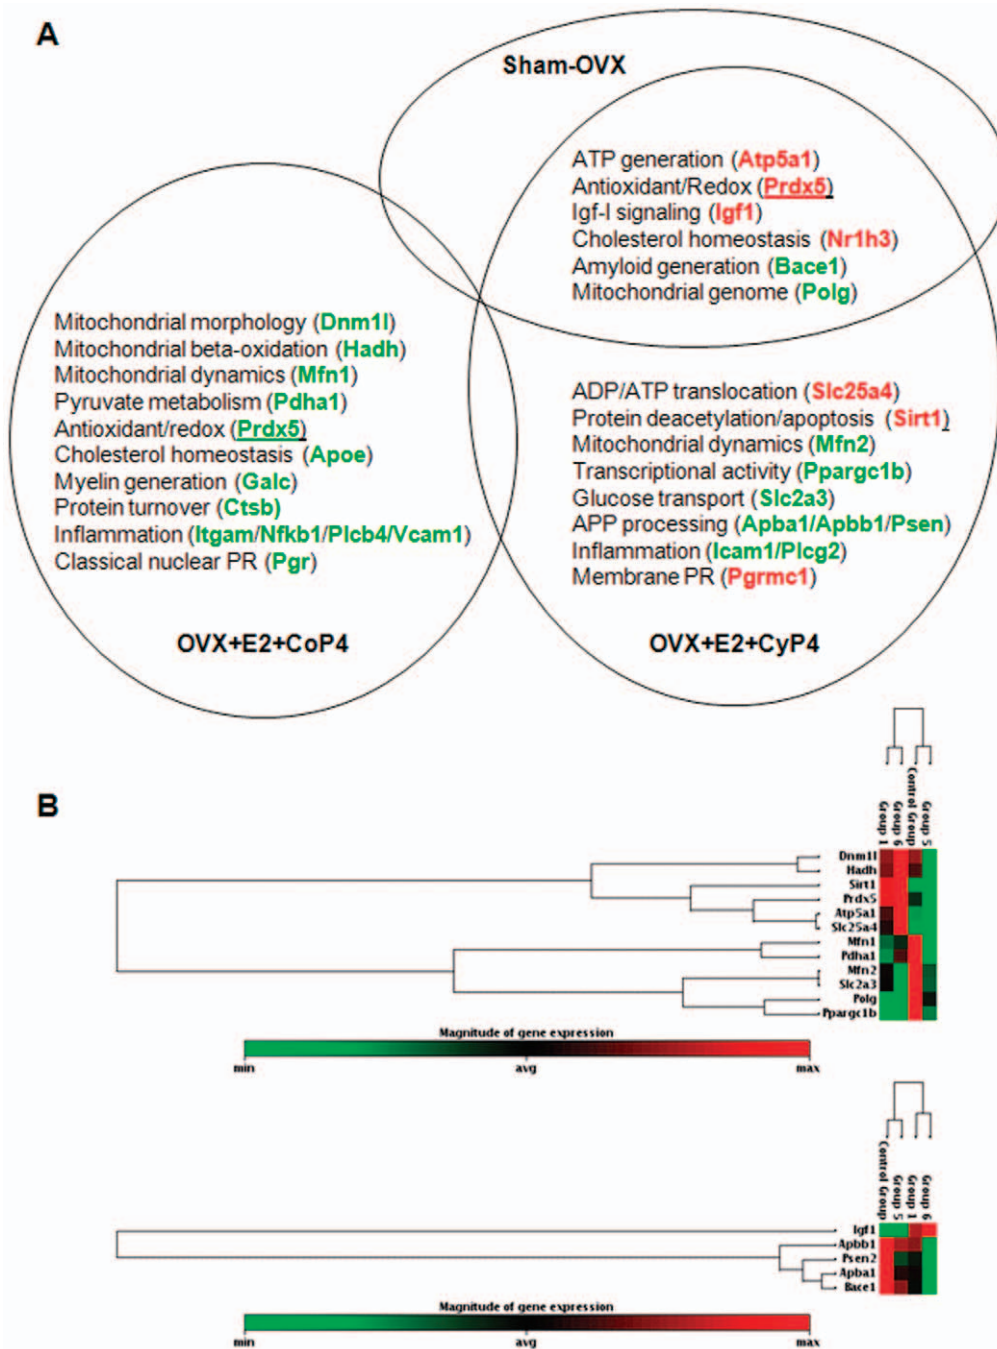 A
Sham-OVX
ATP generation (Atp5a1)
Antioxidant/Redox (Prdx5)
Igf-I signaling (Igf1)
Cholesterol homeostasis (Nr1h3)
Amyloid generation (Bace1)
Mitochondrial genome (Polg)
Mitochondrial morphology (Dnm1l)
Mitochondrial beta-oxidation (Hadh)
Mitochondrial dynamics (Mfn1)
Pyruvate metabolism (Pdha1)
Antioxidant/redox (Prdx5)
Cholesterol homeostasis (Apoe)
Myelin generation (Galc)
Protein turnover (Ctsb)
Inflammation (Itgam/Nfkb1/Plcb4/Vcam1)
Classical nuclear PR (Pgr)
OVX+E2+CoP4
ADP/ATP translocation (Slc25a4)
Protein deacetylation/apoptosis (Sirt1)
Mitochondrial dynamics (Mfn2)
Transcriptional activity (Ppargc1b)
Glucose transport (Slc2a3)
APP processing (Apba1/Apbb1/Psen)
Inflammation (Icam1/Plcg2)
Membrane PR (Pgrmc1)
OVX+E2+CyP4
B
Group 1
Group 6
Control Group
Group 5
Dnm1l
Hadh
Sirt1
Prdx5
Atp5a1
Slc25a4
Mfn1
Pdha1
Mfn2
Slc2a3
Polg
Ppargc1b
Magnitude of gene expression
min avg max
Control Group
Group 5
Group 1
Group 6
Igf1
Apbb1
Psen2
Apba1
Bace1
Magnitude of gene expression
min avg max